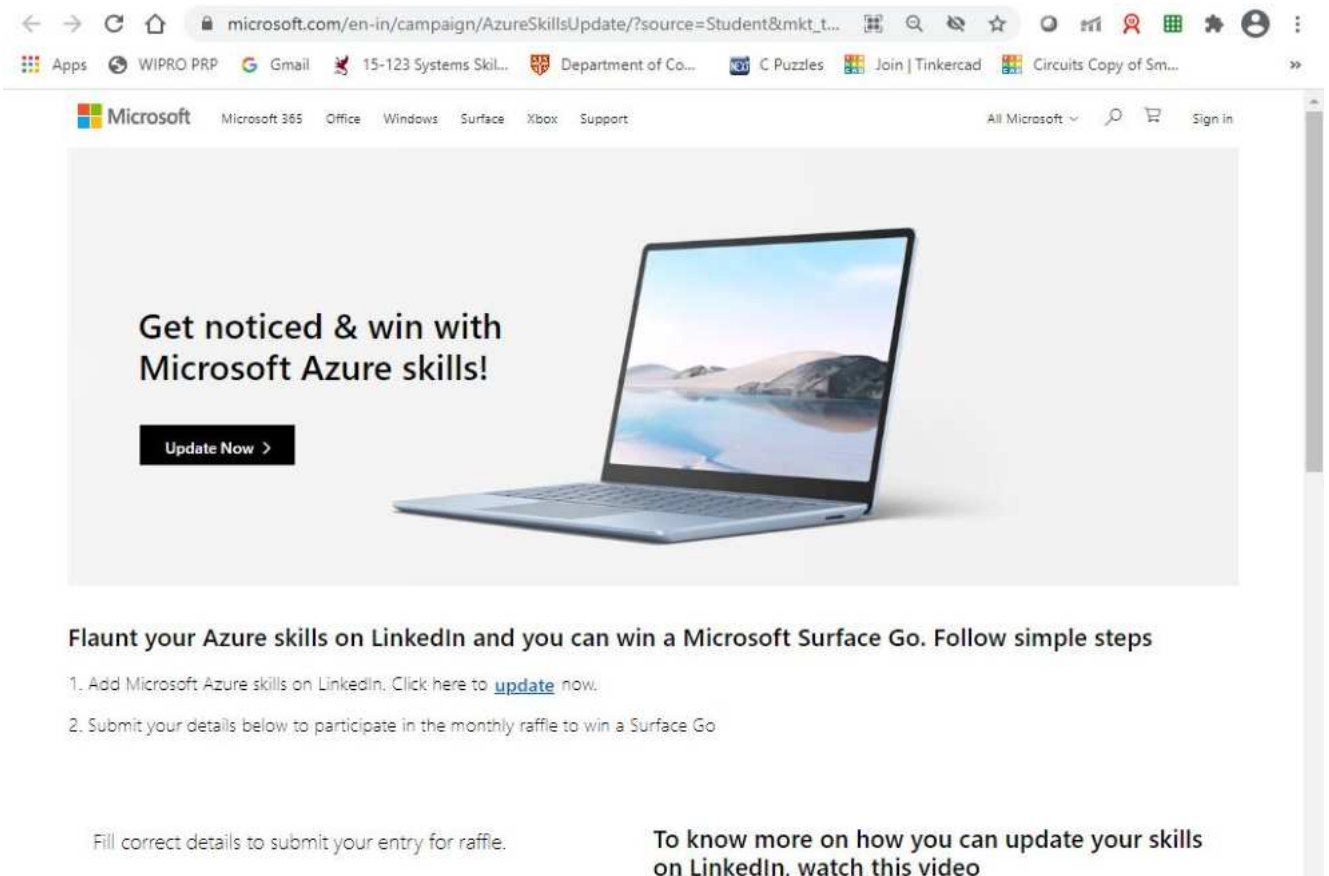 microsoft.com/en-in/campaign/AzureSkillsUpdate/?source=Student&mkt_t...
Apps WIPRO PRP Gmail 15-123 Systems Skil... Department of Co... C Puzzles Join | Tinkercad Circuits Copy of Sm... »
Microsoft Microsoft 365 Office Windows Surface Xbox Support All Microsoft Sign in
Get noticed & win with
Microsoft Azure skills!
Update Now >
Flaunt your Azure skills on LinkedIn and you can win a Microsoft Surface Go. Follow simple steps
1. Add Microsoft Azure skills on LinkedIn. Click here to update now.
2. Submit your details below to participate in the monthly raffle to win a Surface Go
Fill correct details to submit your entry for raffle.
To know more on how you can update your skills
on LinkedIn, watch this video